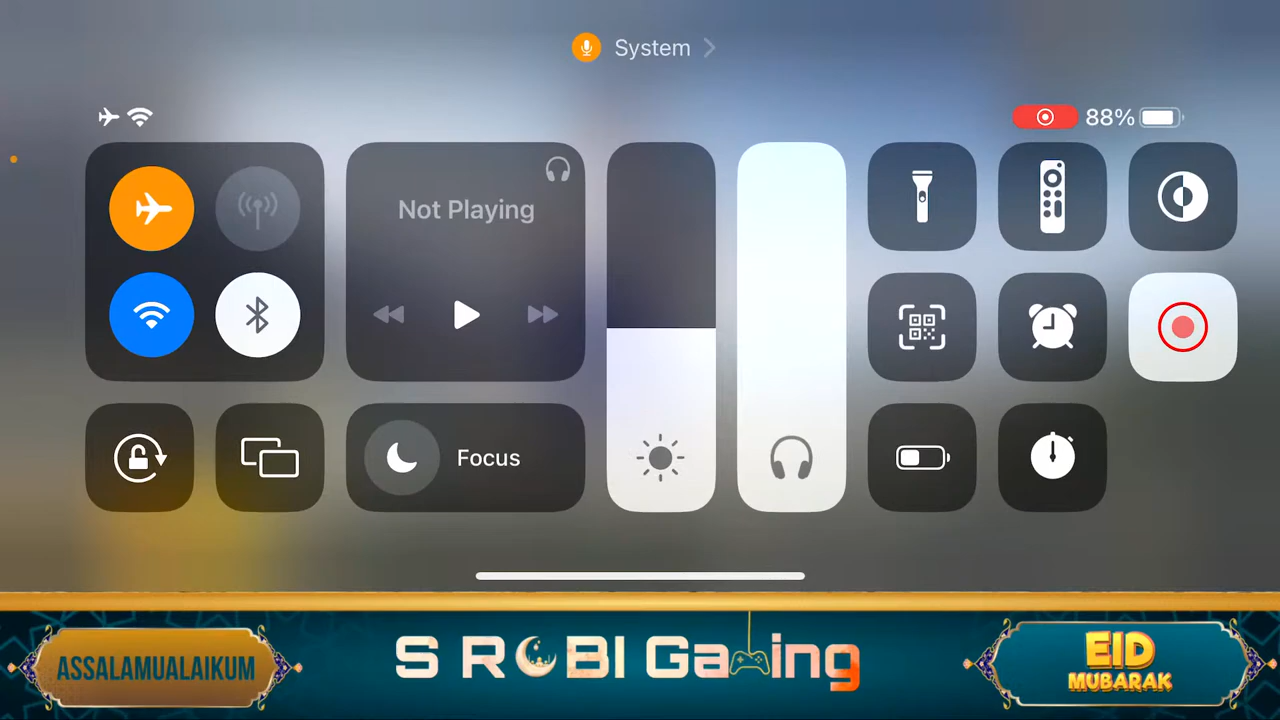 System
88%
Not Playing
Focus
ASSALAMUALAIKUM
S ROBI Gaming
EID
MUBARAK